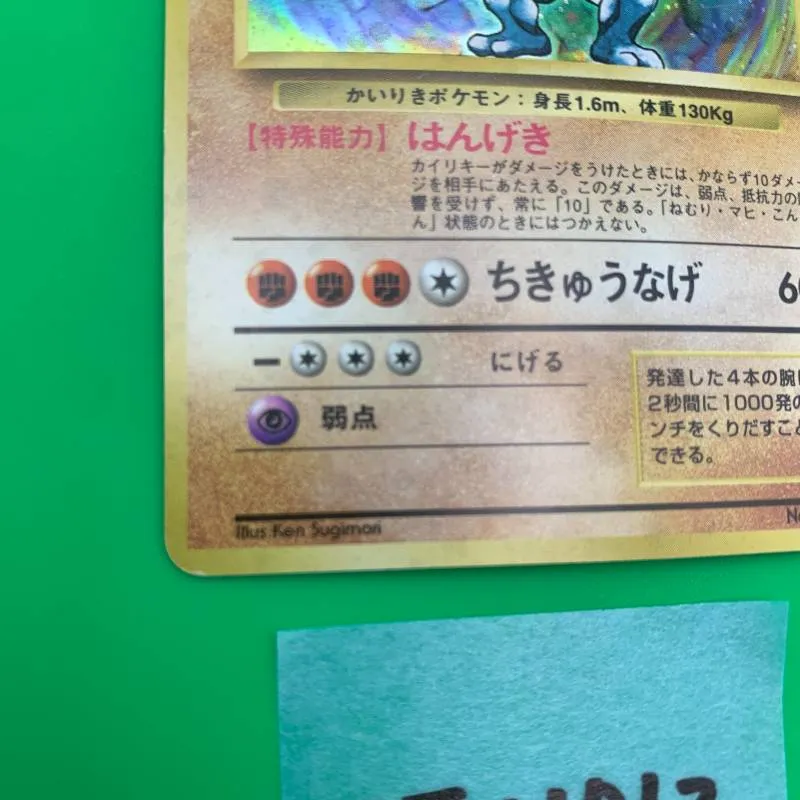 かいりきポケモン：身長1.6m、体重130Kg
【特殊能力】はんげき
カイリキーがダメージをうけたときには、かならず10ダメー
ジを相手にあたえる。このダメージは、弱点、抵抗力の
響を受けず、常に「10」である。「ねむり・マヒ・こん
ん」状態のときにはつかえない。
ちきゅうなげ 6
にげる
発達した4本の腕
2秒間に1000発の
ンチをくりだすこと
できる。
弱点
Illus.Ken Sugimori